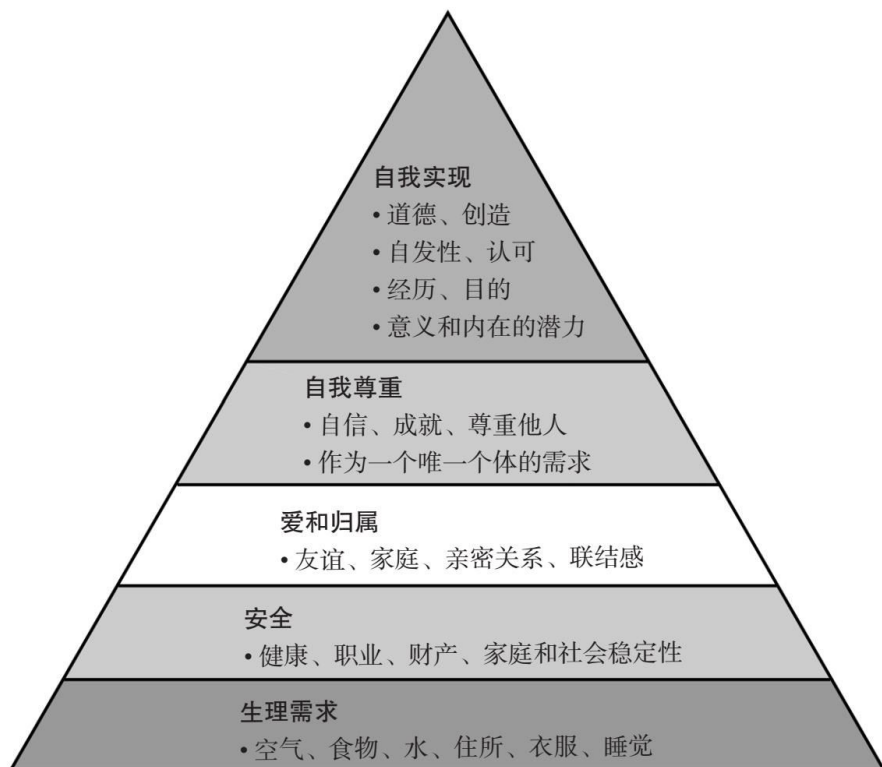 自我实现
• 道德、创造
• 自发性、认可
• 经历、目的
• 意义和内在的潜力
自我尊重
• 自信、成就、尊重他人
• 作为一个唯一个体的需求
爱和归属
• 友谊、家庭、亲密关系、联结感
安全
• 健康、职业、财产、家庭和社会稳定性
生理需求
• 空气、食物、水、住所、衣服、睡觉